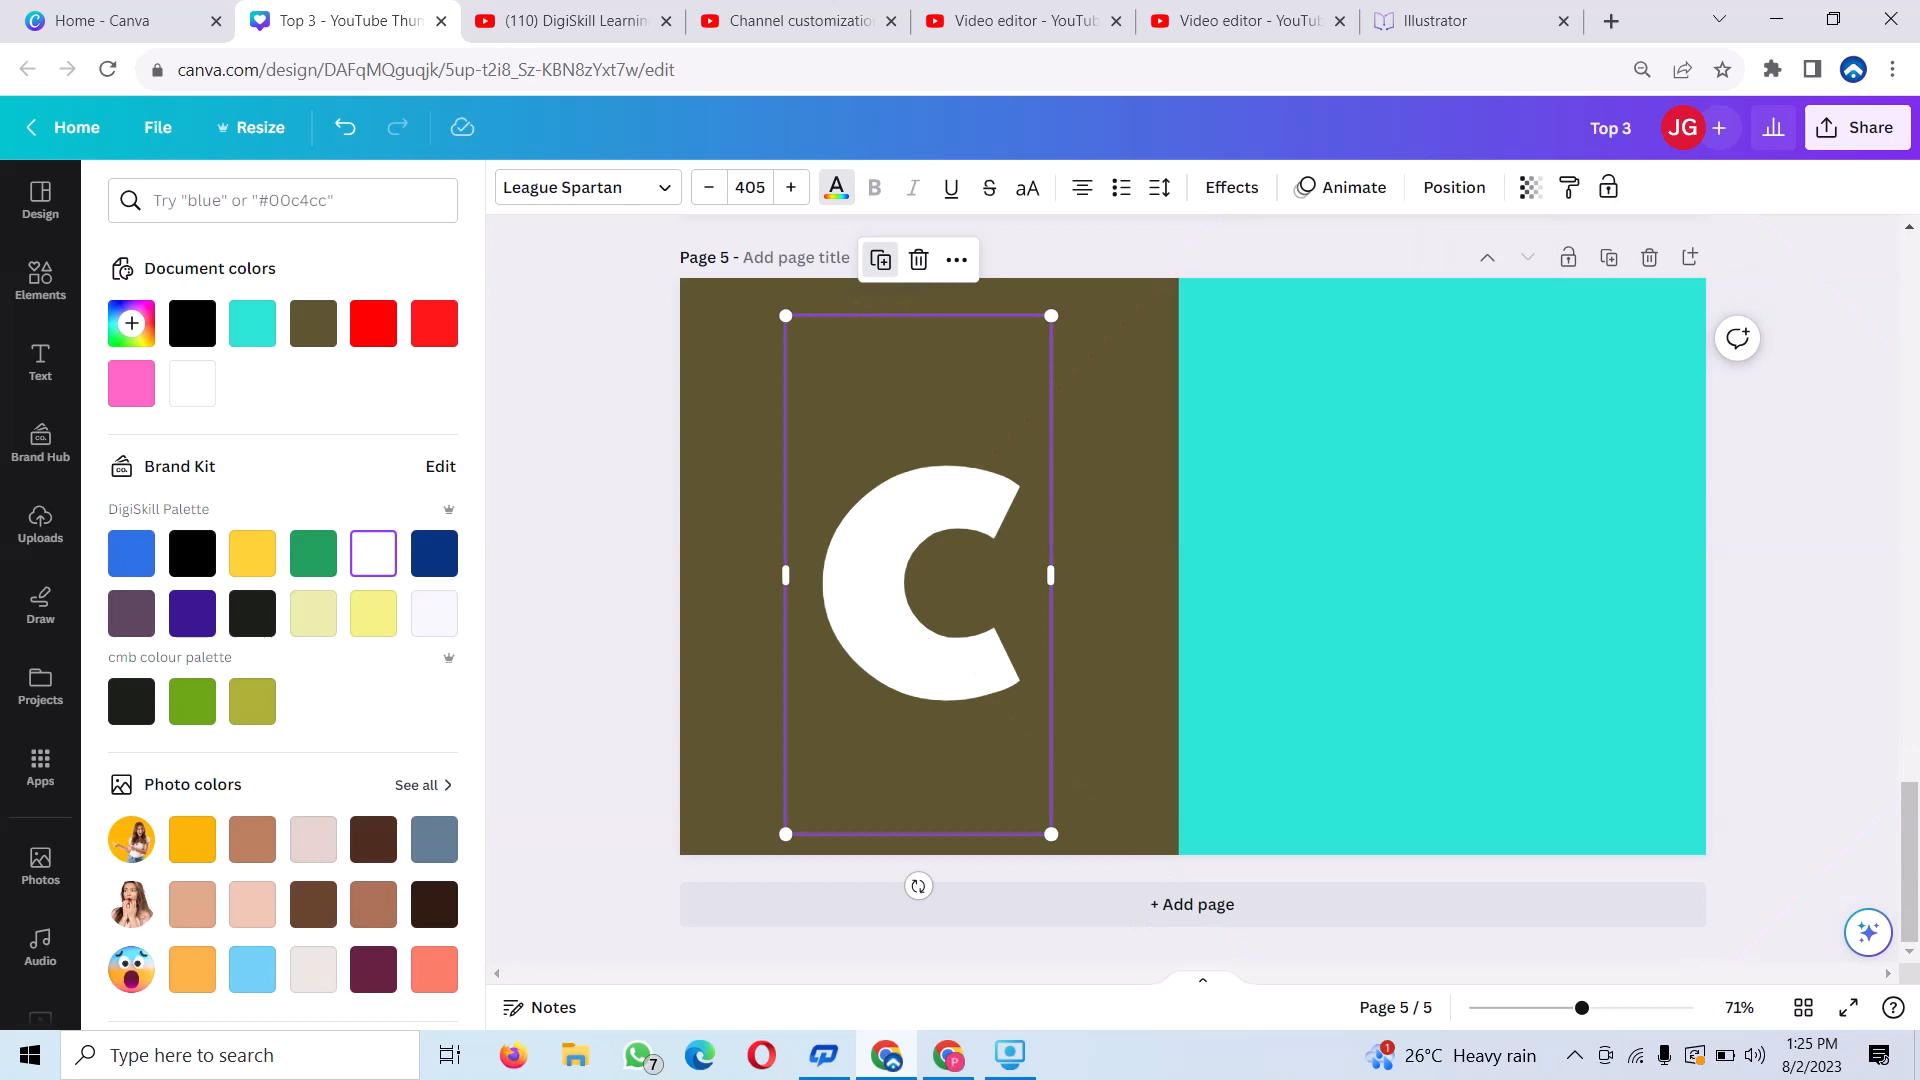 Home - Canva
Top 3 - YouTube Thun
(110) DigiSkill Learnin
Channel customizatio
Video editor - YouTub
Video editor - YouTub
Illustrator
canva.com/design/DAFqMQguqjk/5up-t2i8_Sz-KBN8zYxt7w/edit
Home
File
Resize
Top 3
JG
Share
Design
Elements
Text
Brand Hub
Uploads
Draw
Projects
Apps
Photos
Audio
Try "blue" or "#00c4cc"
Document colors
Brand Kit
Edit
DigiSkill Palette
cmb colour palette
Photo colors
See all
League Spartan
405
A
B
I
U
S
aA
Effects
Animate
Position
Page 5 - Add page title
C
+ Add page
Notes
Page 5 / 5
71%
Type here to search
7
P
1
26°C Heavy rain
1:25 PM
8/2/2023